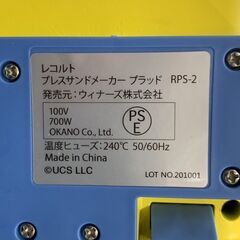 レコルト
プレスサンドメーカー プラッド RPS-2
発売元：ウィナーズ株式会社
100V
700W
OKANO Co., Ltd.
PS
E
温度ヒューズ：240℃ 50/60Hz
Made in China
©UCS LLC
LOT NO.201001